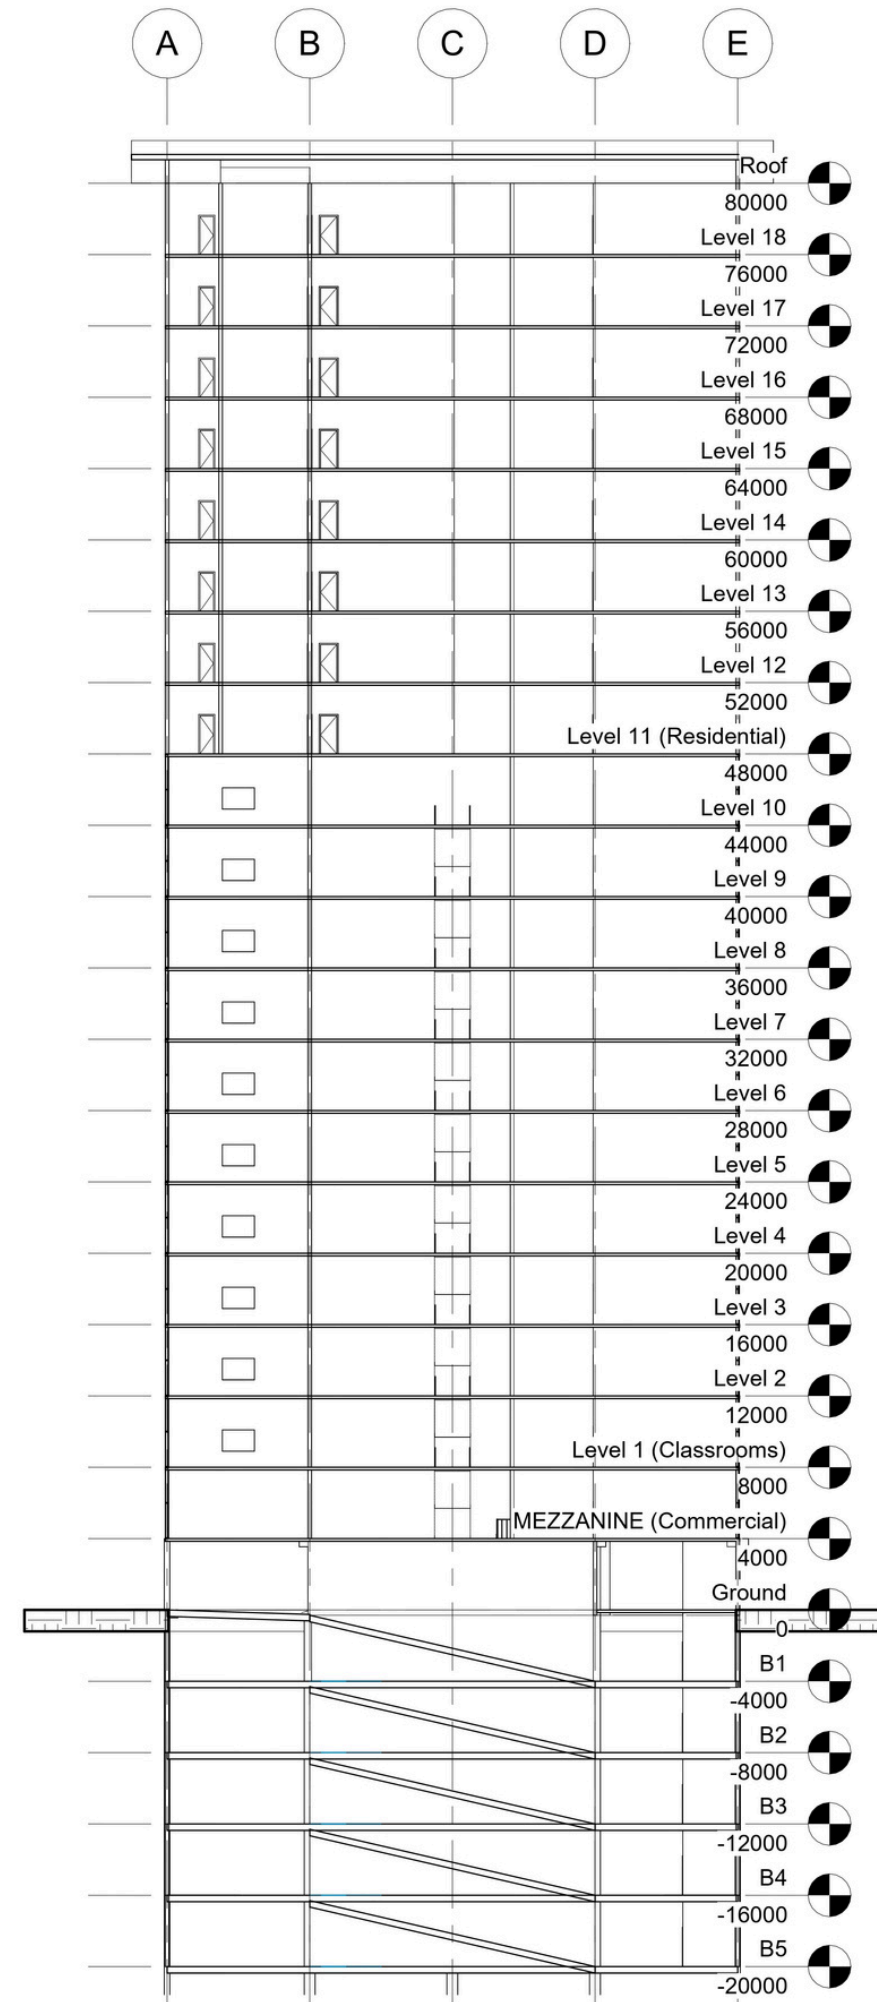 A B C D E
Roof
80000
Level 18
76000
Level 17
72000
Level 16
68000
Level 15
64000
Level 14
60000
Level 13
56000
Level 12
52000
Level 11 (Residential)
48000
Level 10
44000
Level 9
40000
Level 8
36000
Level 7
32000
Level 6
28000
Level 5
24000
Level 4
20000
Level 3
16000
Level 2
12000
Level 1 (Classrooms)
8000
MEZZANINE (Commercial)
4000
Ground
0
B1
-4000
B2
-8000
B3
-12000
B4
-16000
B5
-20000